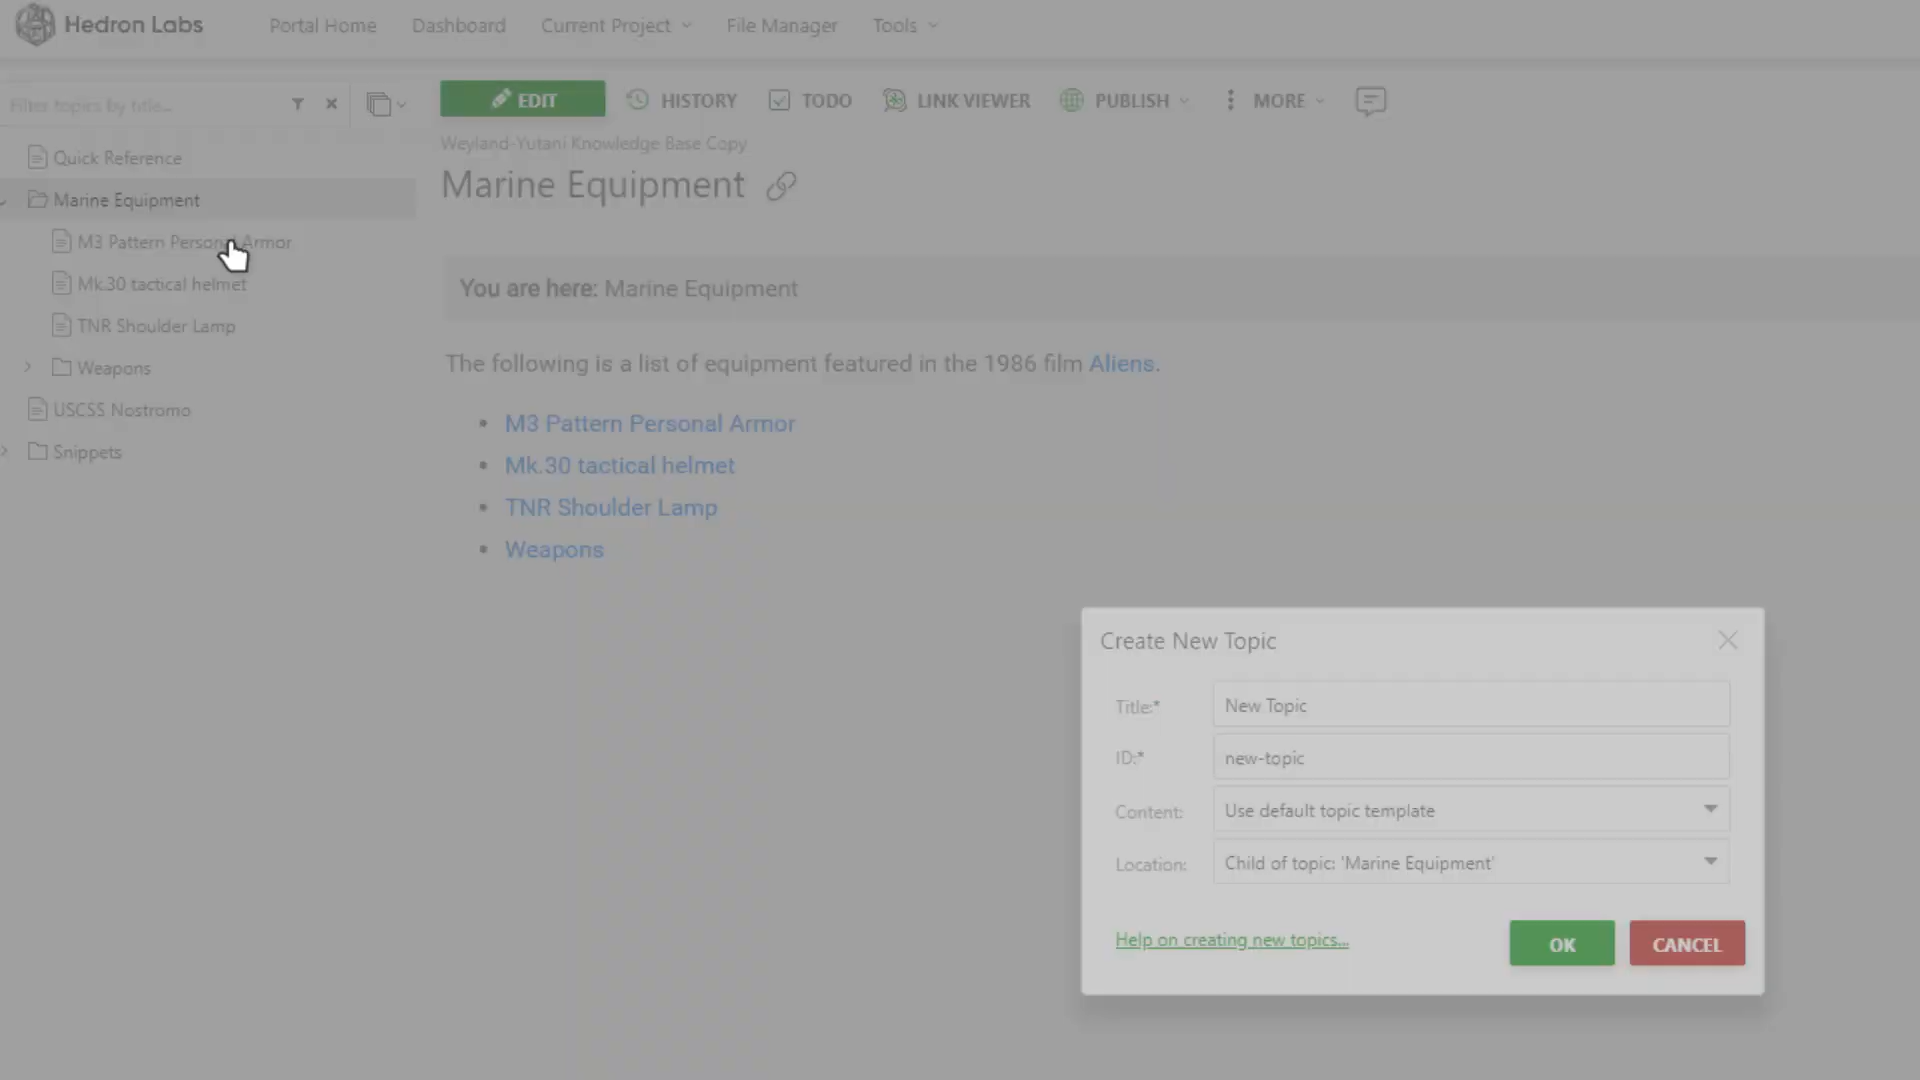 Hedron Labs
Portal Home
Dashboard
Current Project
File Manager
Tools
Filter topics by title...
EDIT
HISTORY
TODO
LINK VIEWER
PUBLISH
MORE
Quick Reference
Marine Equipment
M3 Pattern Personal Armor
Mk.30 tactical helmet
TNR Shoulder Lamp
Weapons
USCSS Nostromo
Snippets
Weyland-Yutani Knowledge Base Copy
Marine Equipment
You are here: Marine Equipment
The following is a list of equipment featured in the 1986 film Aliens.
• M3 Pattern Personal Armor
• Mk.30 tactical helmet
• TNR Shoulder Lamp
• Weapons
Create New Topic
Title:* New Topic
ID:* new-topic
Content: Use default topic template
Location: Child of topic: 'Marine Equipment'
Help on creating new topics...
OK
CANCEL